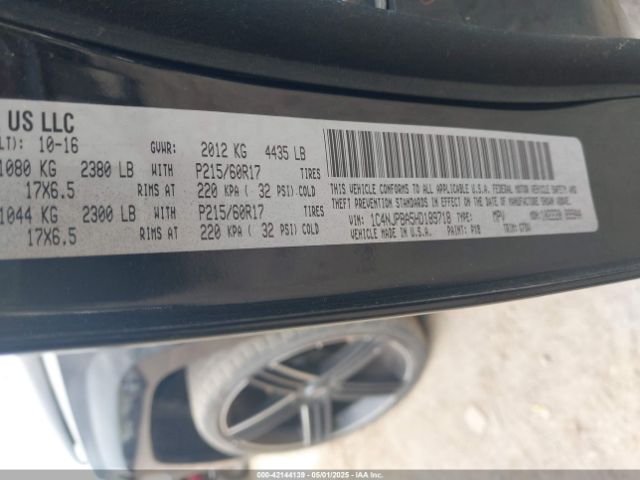 US LLC
LT): 10-16 GVWR: 2012 KG 4435 LB
1080 KG 2380 LB WITH P215/60R17 TIRES
17X6.5 RIMS AT 220 KPA ( 32 PSI) COLD
1044 KG 2300 LB WITH P215/60R17 TIRES
17X6.5 RIMS AT 220 KPA ( 32 PSI) COLD
THIS VEHICLE CONFORMS TO ALL APPLICABLE U.S.A.
FEDERAL MOTOR VEHICLE SAFETY AND
THEFT PREVENTION STANDARDS IN EFFECT ON THE DATE OF
MANUFACTURE SHOWN ABOVE.
VIN: 1C4NJPBA5HD189718 TYPE: MPV MDH:
VEHICLE MADE IN U.S.A. PAINT: TRIM:
000-42144139 - 05/01/2025 - IAAI COPYRIGHT